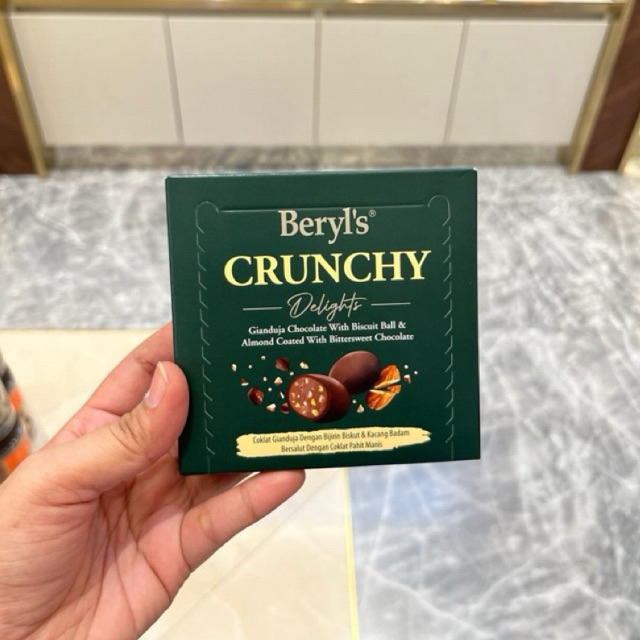 Beryl's®
CRUNCHY
Delights
Gianduja Chocolate With Biscuit Ball &
Almond Coated With Bittersweet Chocolate
Coklat Gianduja Dengan Bijirin Biskut & Kacang Badam
Bersalut Dengan Coklat Pahit Manis